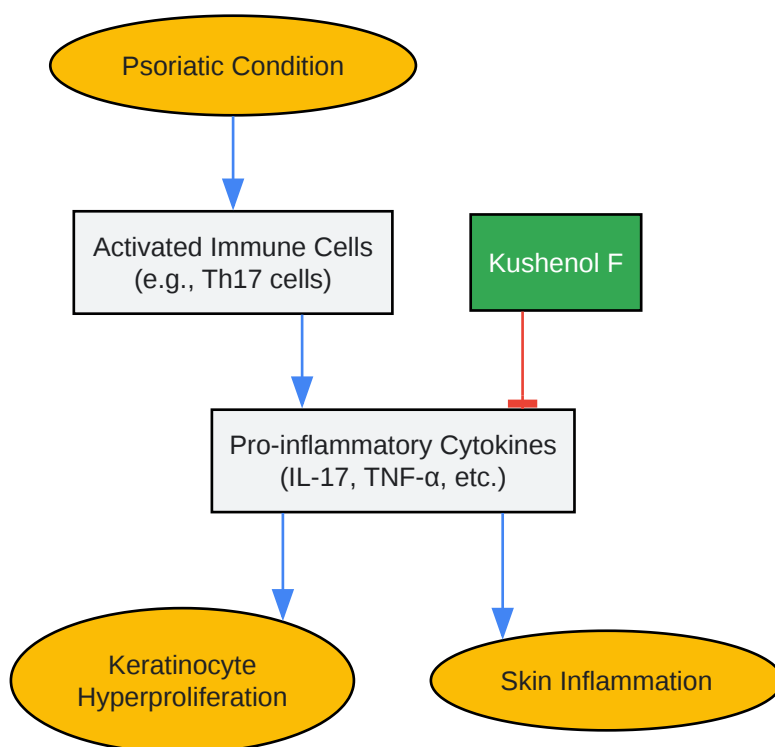 Psoriatic Condition
Activated Immune Cells
(e.g., Th17 cells)
Kushenol F
Pro-inflammatory Cytokines
(IL-17, TNF-α, etc.)
Keratinocyte
Hyperproliferation
Skin Inflammation